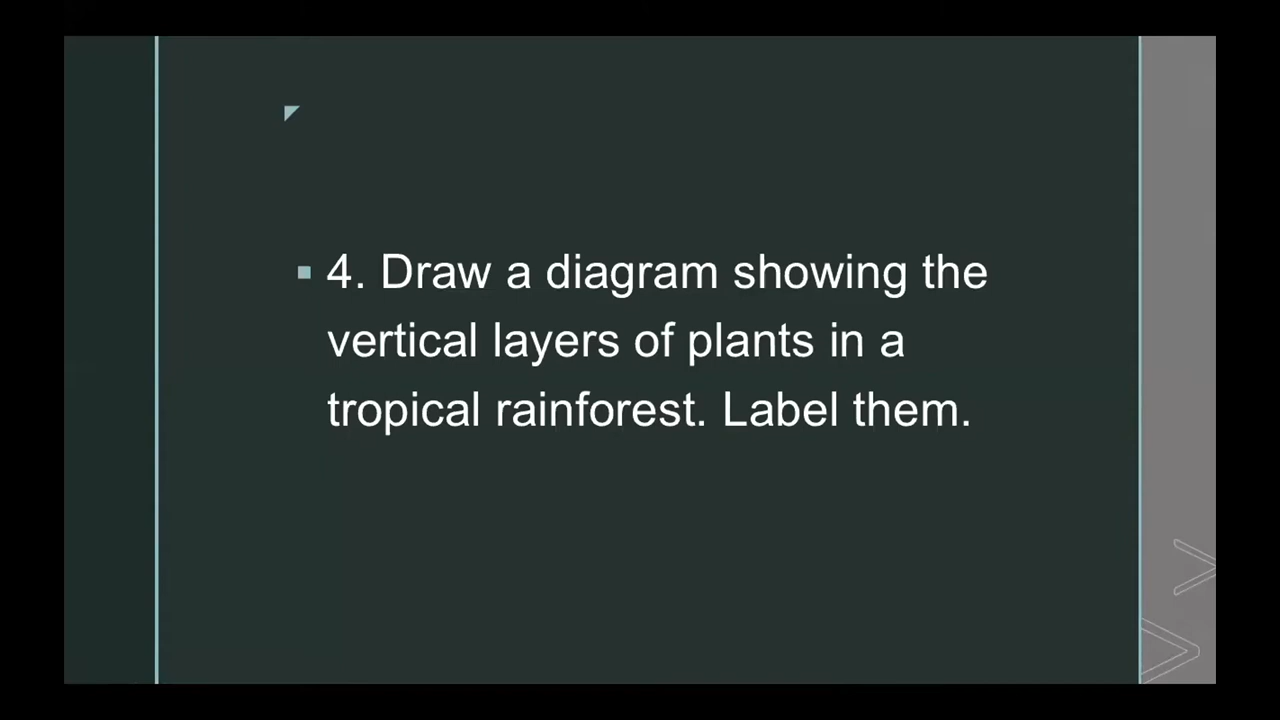 4. Draw a diagram showing the
vertical layers of plants in a
tropical rainforest. Label them.